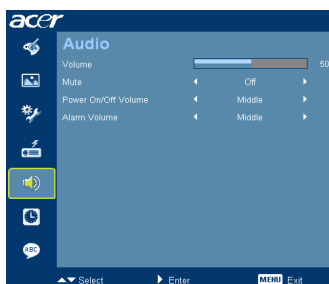 acer
Audio
Volume 50
Mute Off
Power On/Off Volume Middle
Alarm Volume Middle
ABC
Select Enter MENU Exit